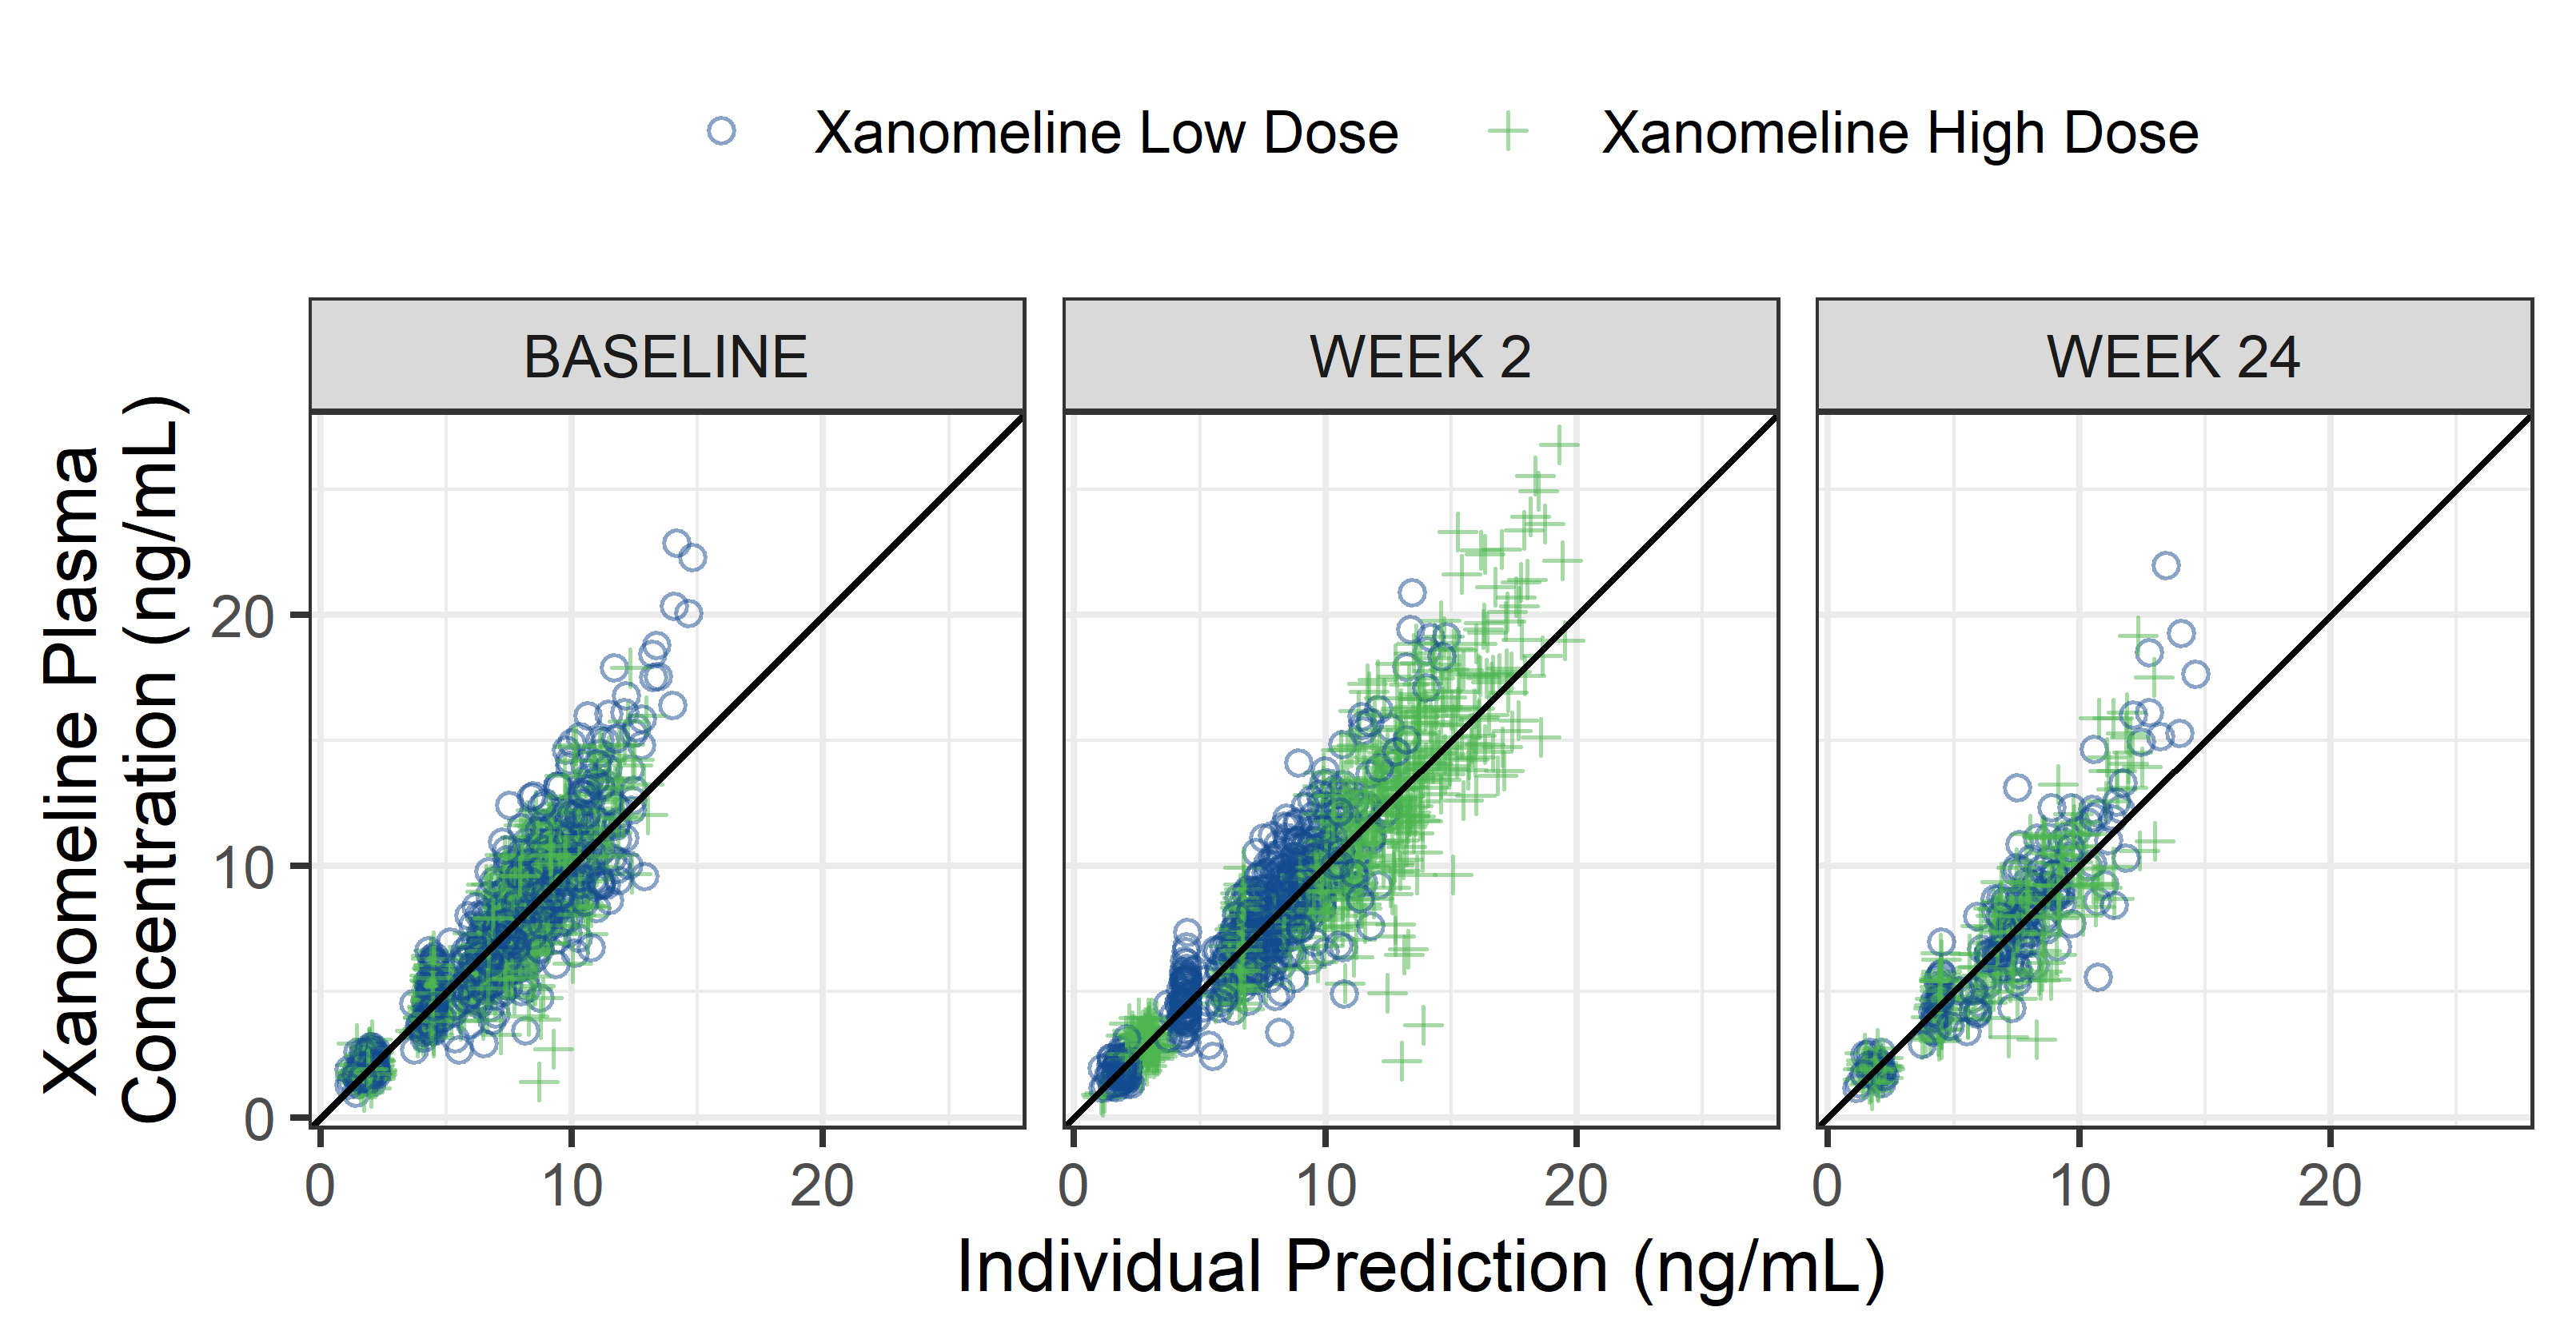 Xanomeline Low Dose Xanomeline High Dose
BASELINE WEEK 2 WEEK 24
Xanomeline Plasma
Concentration (ng/mL)
20
10
0
0 10 20 0 10 20 0 10 20
Individual Prediction (ng/mL)